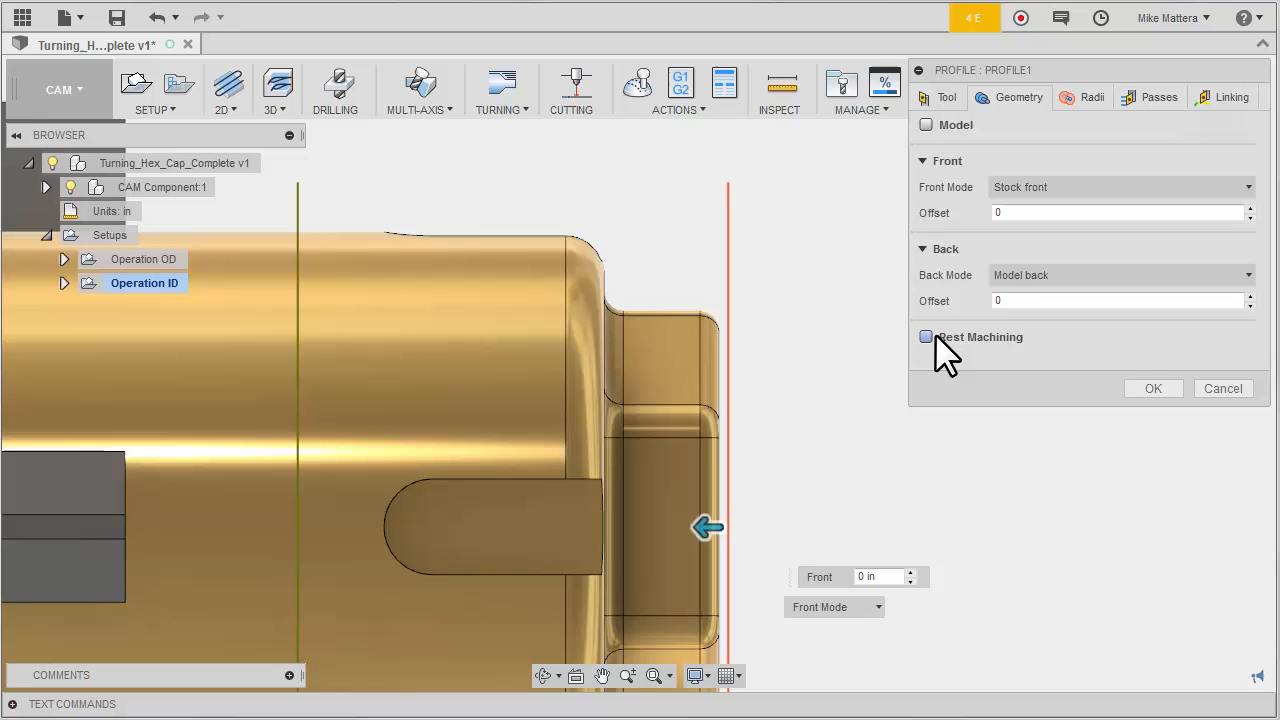 4 E
Mike Mattera
Turning_H...plete v1*
CAM
SETUP
2D
3D
DRILLING
MULTI-AXIS
TURNING
CUTTING
G1
G2
ACTIONS
INSPECT
MANAGE
PROFILE : PROFILE1
Tool
Geometry
Radii
Passes
Linking
Model
Front
Front Mode
Stock front
Offset
0
Back
Back Mode
Model back
Offset
0
Rest Machining
OK
Cancel
BROWSER
Turning_Hex_Cap_Complete v1
CAM Component:1
Units: in
Setups
Operation OD
Operation ID
Front
0 in
Front Mode
COMMENTS
TEXT COMMANDS